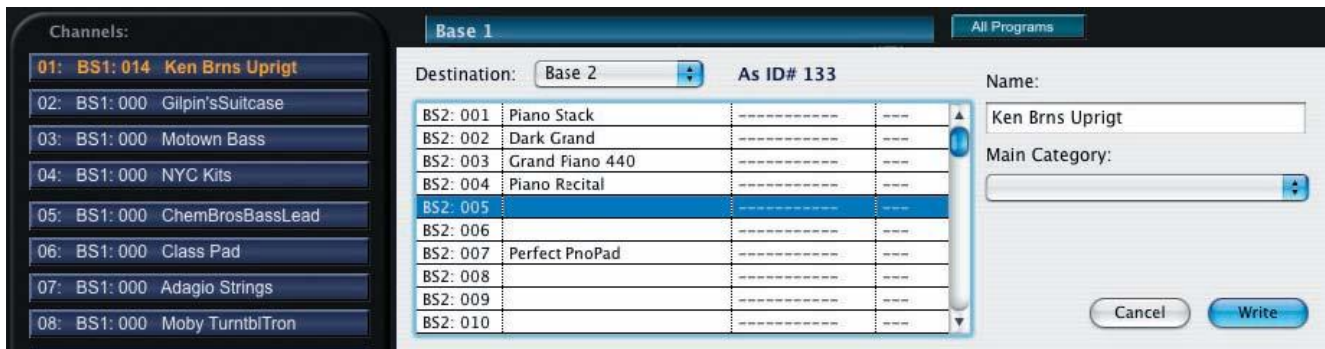 Channels:
01: BS1: 014 Ken Brns Uprigt
02: BS1: 000 Gilpin'sSuitcase
03: BS1: 000 Motown Bass
04: BS1: 000 NYC Kits
05: BS1: 000 ChemBrosBassLead
06: BS1: 000 Class Pad
07: BS1: 000 Adagio Strings
08: BS1: 000 Moby TurntblTron
Base 1
All Programs
Destination: Base 2 As ID# 133
BS2: 001 Piano Stack ----------- ---
BS2: 002 Dark Grand ----------- ---
BS2: 003 Grand Piano 440 ----------- ---
BS2: 004 Piano Recital ----------- ---
BS2: 005 ----------- ---
BS2: 006 ----------- ---
BS2: 007 Perfect PnoPad ----------- ---
BS2: 008 ----------- ---
BS2: 009 ----------- ---
BS2: 010 ----------- ---
Name:
Ken Brns Uprigt
Main Category:
Cancel Write